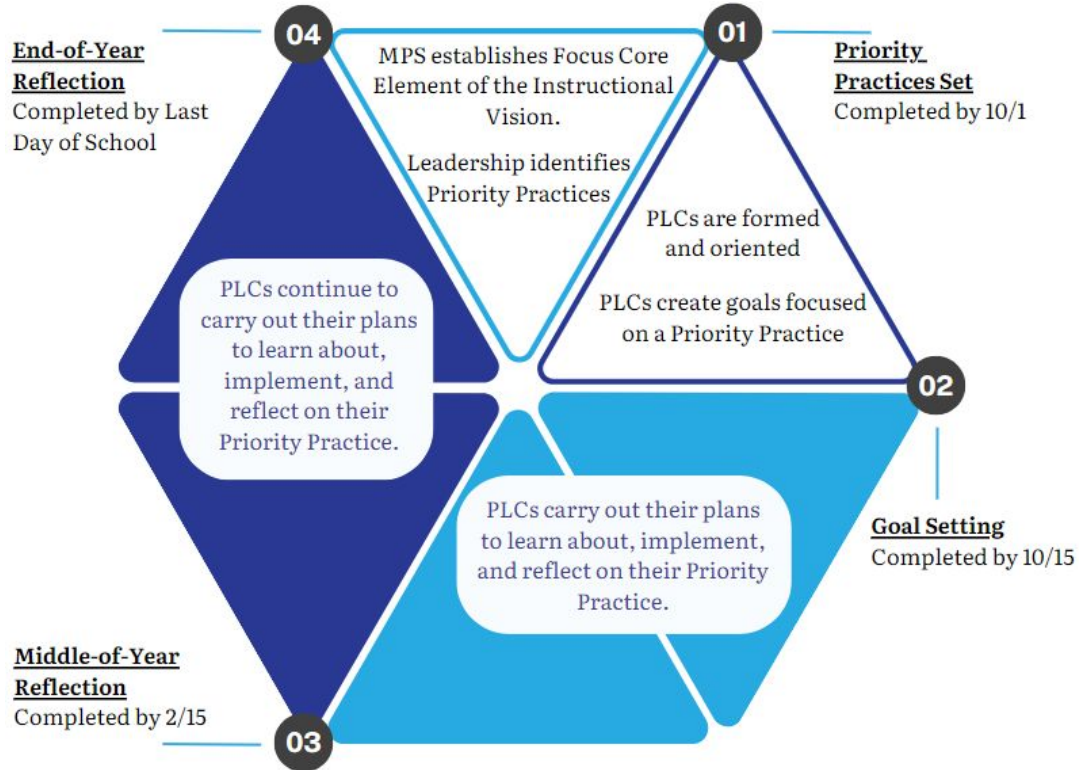 04
End-of-Year
Reflection
Completed by Last
Day of School
MPS establishes Focus Core
Element of the Instructional
Vision.
Leadership identifies
Priority Practices
01
Priority
Practices Set
Completed by 10/1
PLCs are formed
and oriented
PLCs create goals focused
on a Priority Practice
02
Goal Setting
Completed by 10/15
PLCs carry out their plans
to learn about, implement,
and reflect on their Priority
Practice.
03
Middle-of-Year
Reflection
Completed by 2/15
PLCs continue to
carry out their plans
to learn about,
implement, and
reflect on their
Priority Practice.